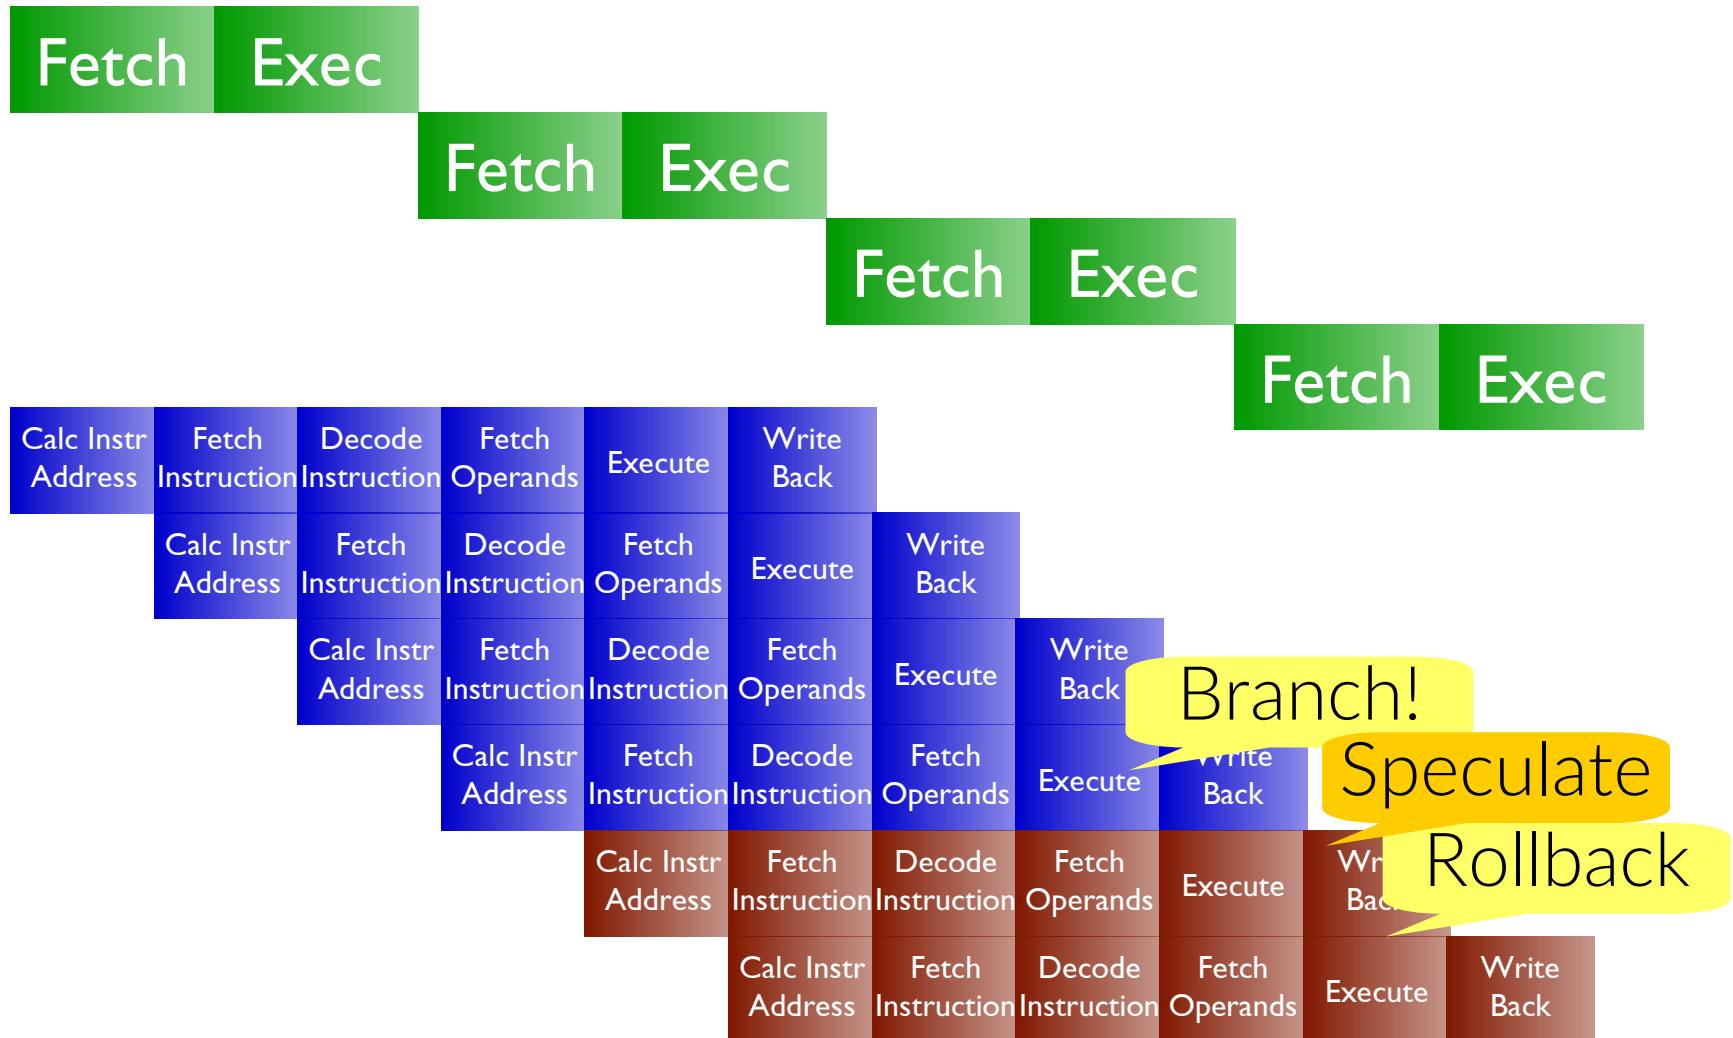 Fetch Exec
Fetch Exec
Fetch Exec
Fetch Exec
Calc Instr Fetch Decode Fetch Execute Write
Address Instruction Instruction Operands Back
Calc Instr Fetch Decode Fetch Execute Write
Address Instruction Instruction Operands Back
Calc Instr Fetch Decode Fetch Execute Write
Address Instruction Instruction Operands Back
Branch!
Calc Instr Fetch Decode Fetch Execute Write
Address Instruction Instruction Operands Back
Speculate
Calc Instr Fetch Decode Fetch Execute
Address Instruction Instruction Operands
Rollback
Calc Instr Fetch Decode Fetch Execute Write
Address Instruction Instruction Operands Back